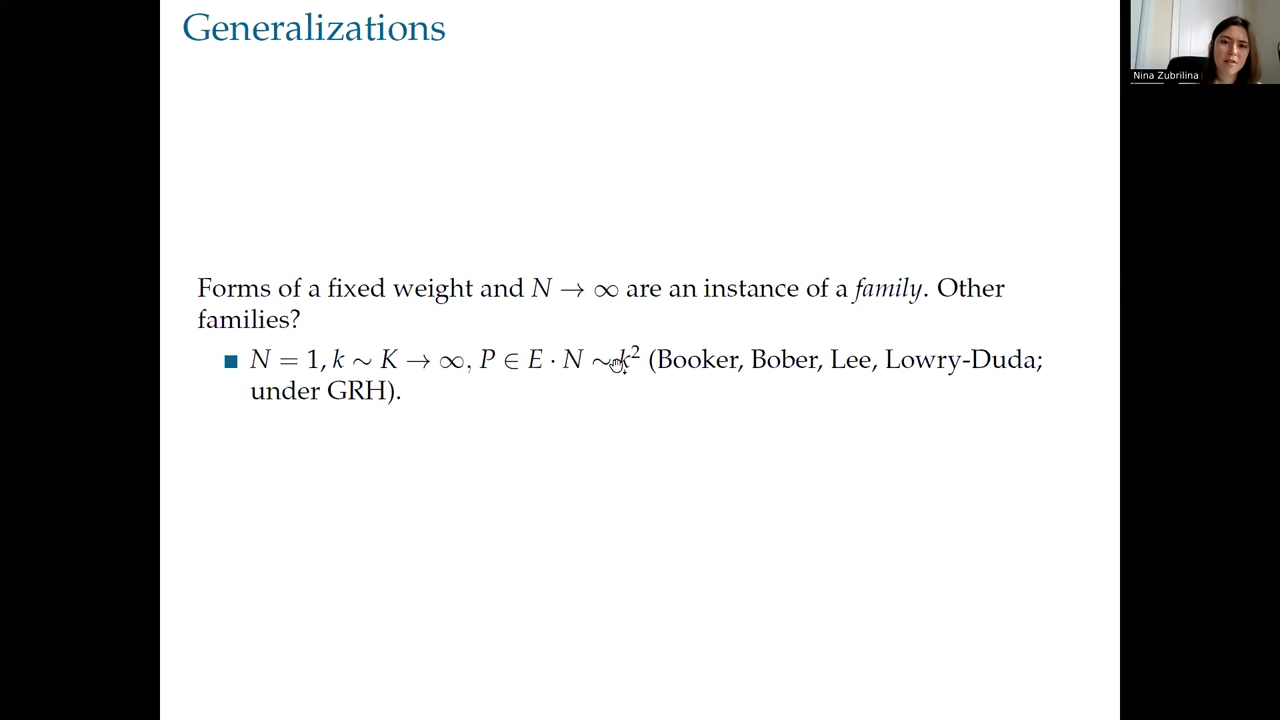 Generalizations
Nina Zubrilina
Forms of a fixed weight and N → ∞ are an instance of a family. Other
families?
N = 1, k ∼ K → ∞, P ∈ E · N ∼ k² (Booker, Bober, Lee, Lowry-Duda;
under GRH).